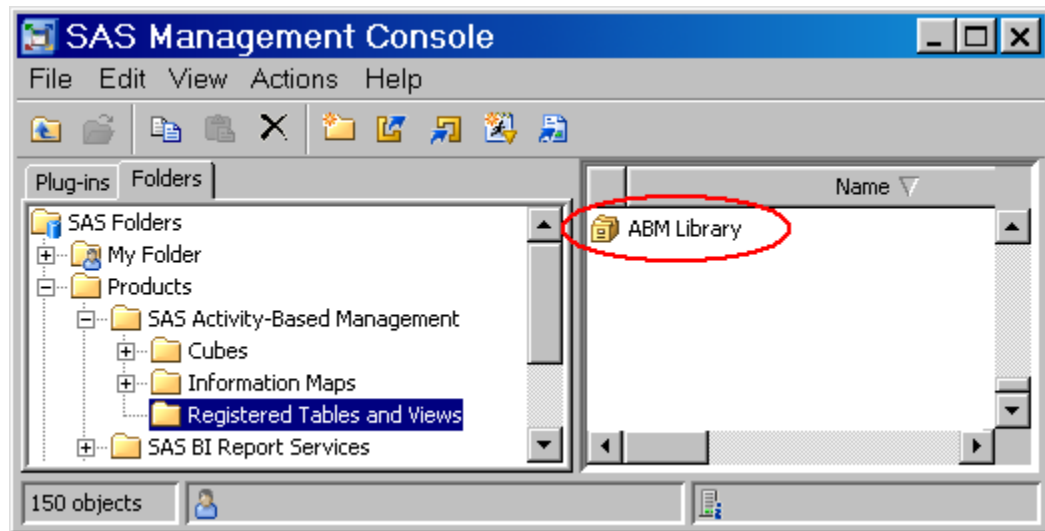 SAS Management Console
File Edit View Actions Help
Plug-ins Folders
Name
SAS Folders
ABM Library
My Folder
Products
SAS Activity-Based Management
Cubes
Information Maps
Registered Tables and Views
SAS BI Report Services
150 objects